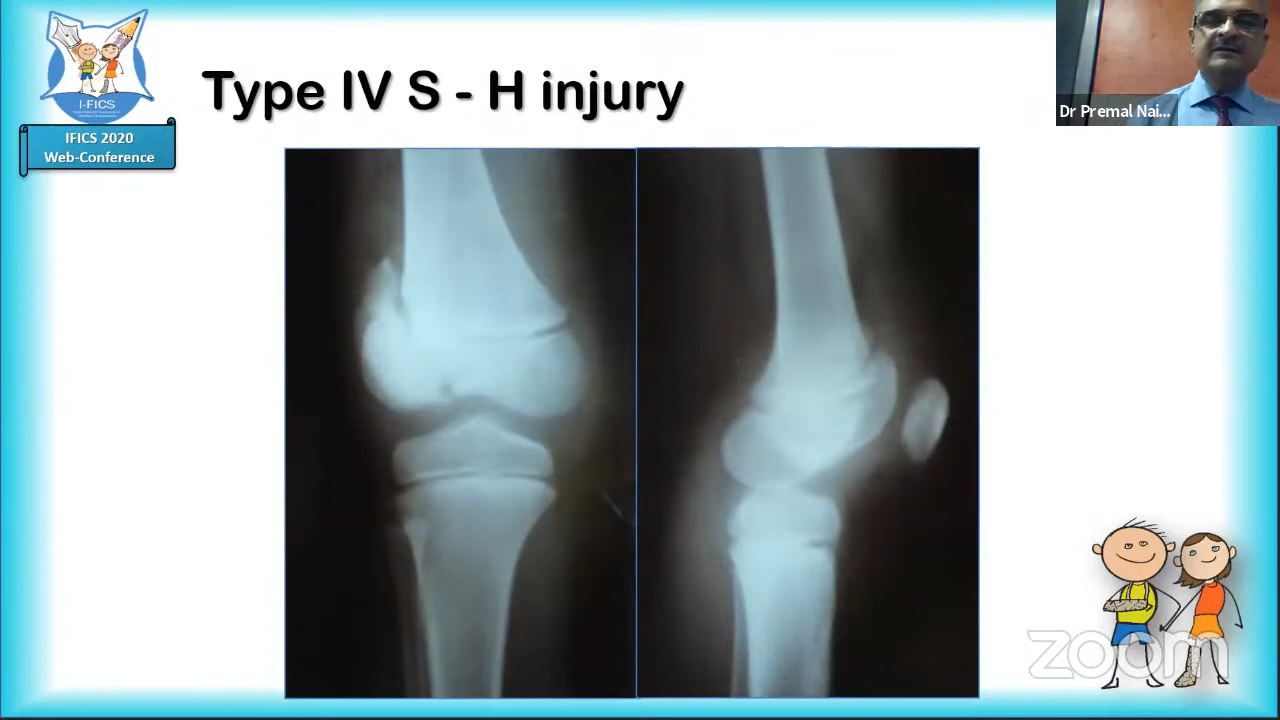 Type IV S - H injury
I-FICS
IFICS 2020
Web-Conference
Dr Premal Nai...
zoom